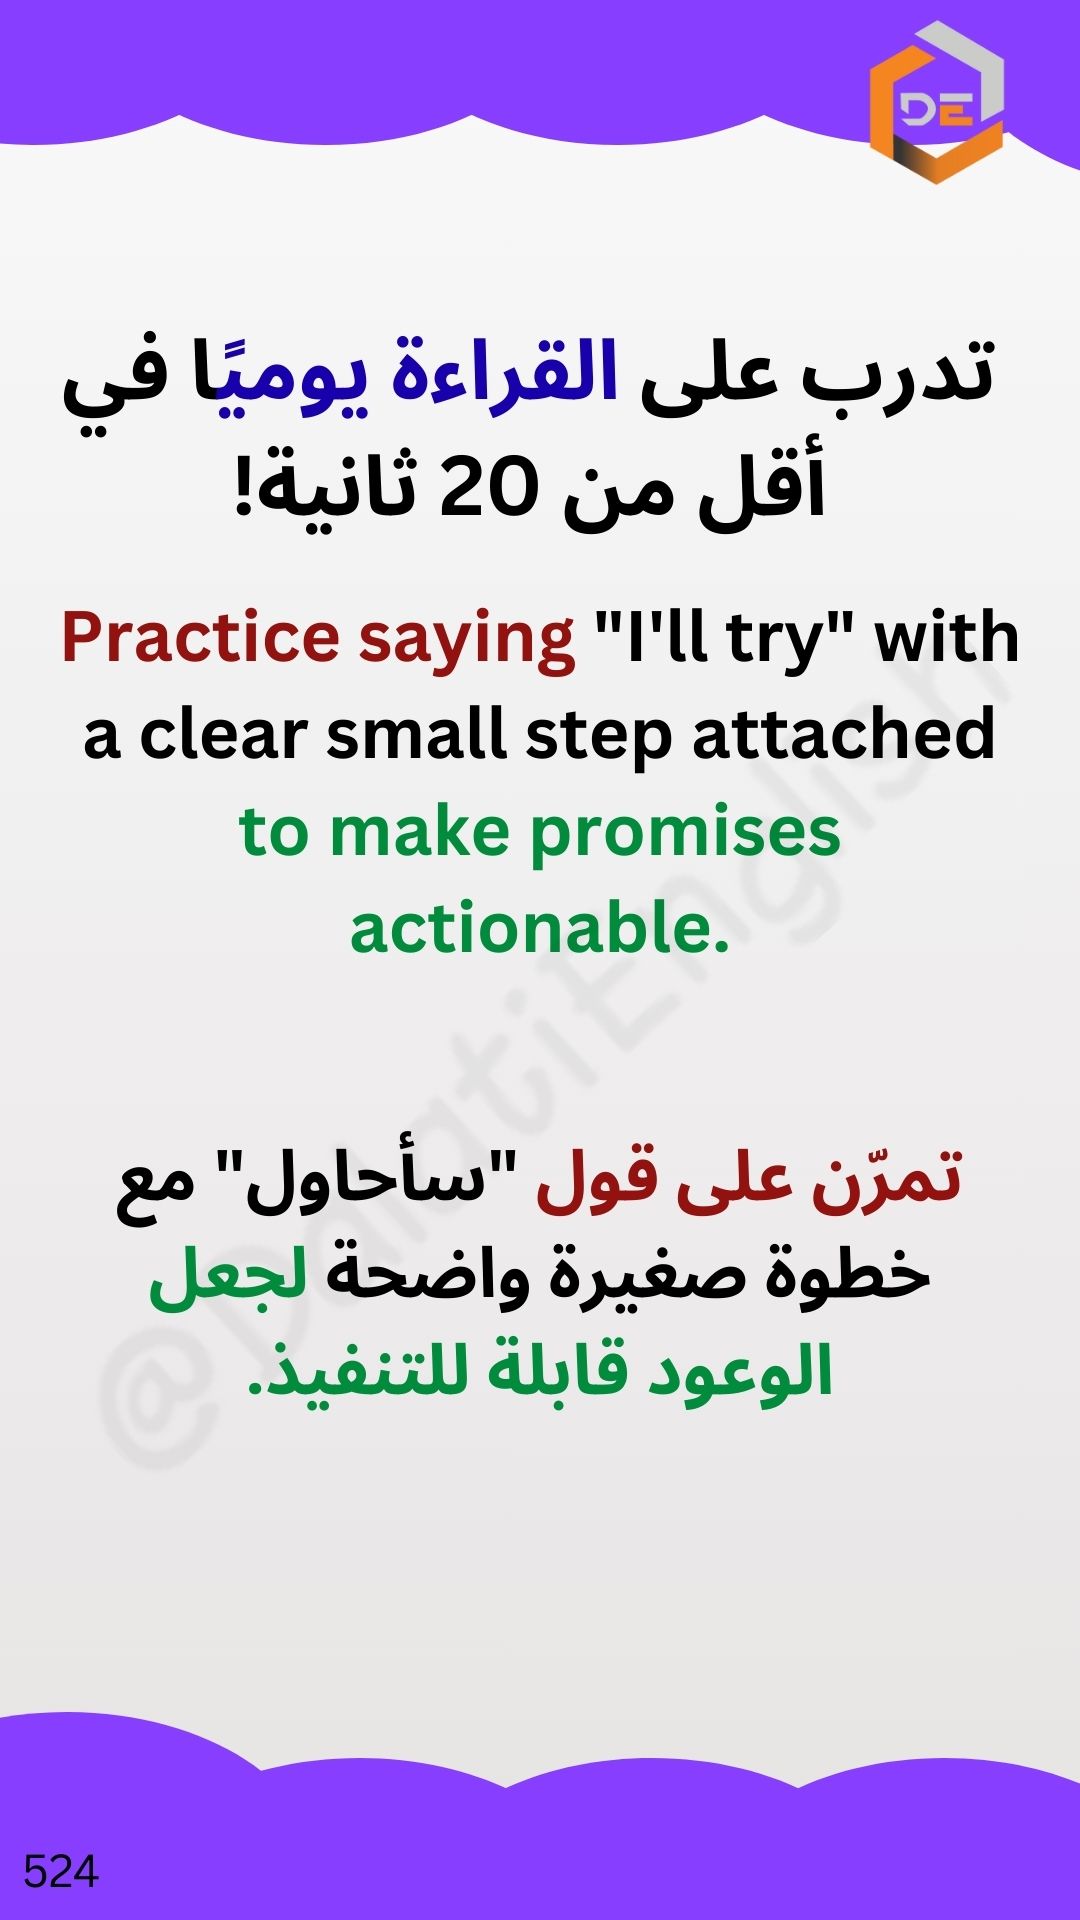 DE
تدرب على القراءة يوميًا في
أقل من 20 ثانية!
Practice saying "I'll try" with
a clear small step attached
to make promises
actionable.
تمرّن على قول "سأحاول" مع
خطوة صغيرة واضحة لجعل
الوعود قابلة للتنفيذ.
@DalatiEnglish
524